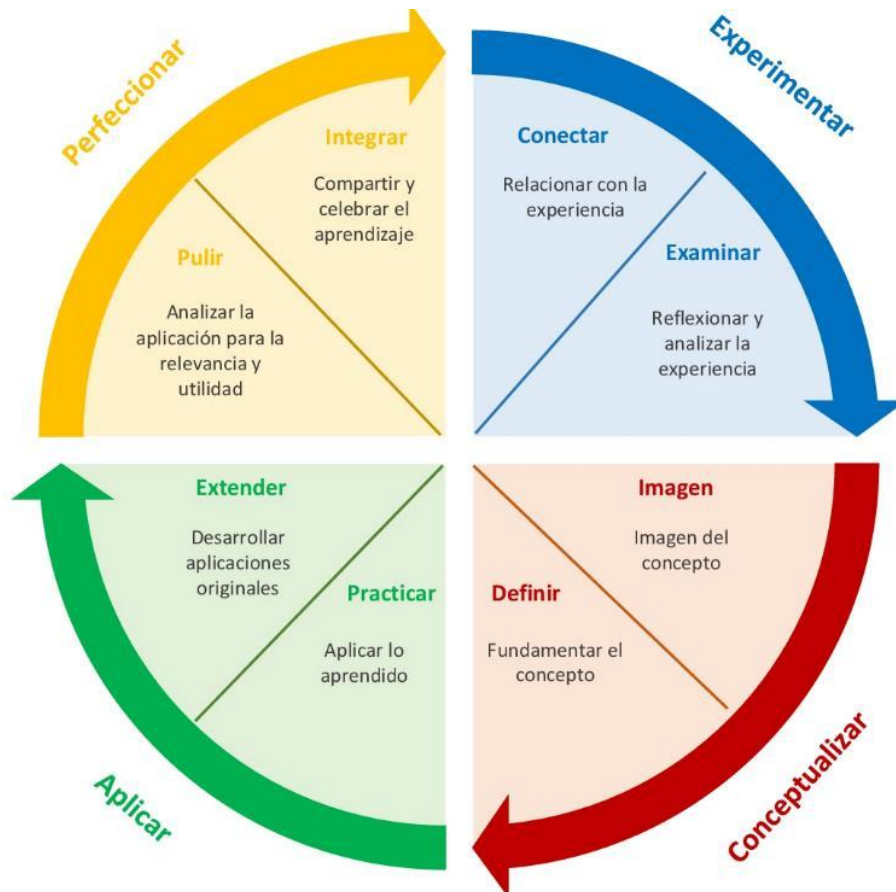 Experimentar
Conectar
Relacionar con la
experiencia
Examinar
Reflexionar y
analizar la
experiencia
Conceptualizar
Imagen
Imagen del
concepto
Definir
Fundamentar el
concepto
Aplicar
Practicar
Aplicar lo
aprendido
Extender
Desarrollar
aplicaciones
originales
Perfeccionar
Pulir
Analizar la
aplicación para la
relevancia y
utilidad
Integrar
Compartir y
celebrar el
aprendizaje